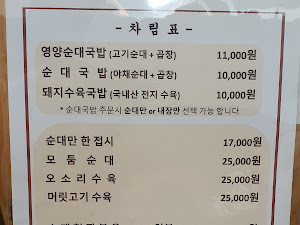 - 차 림 표 -
영양순대국밥 (고기순대 + 곱창) 11,000원
순 대 국 밥 (야채순대 + 곱창) 10,000원
돼지수육국밥 (국내산 전지 수육) 10,000원
* 순대국밥 주문시 순대만 or 내장만 선택 가능 합니다.
순대만 한 접시 17,000원
모 둠 순 대 25,000원
오 소 리 수 육 25,000원
머릿고기 수육 25,000원